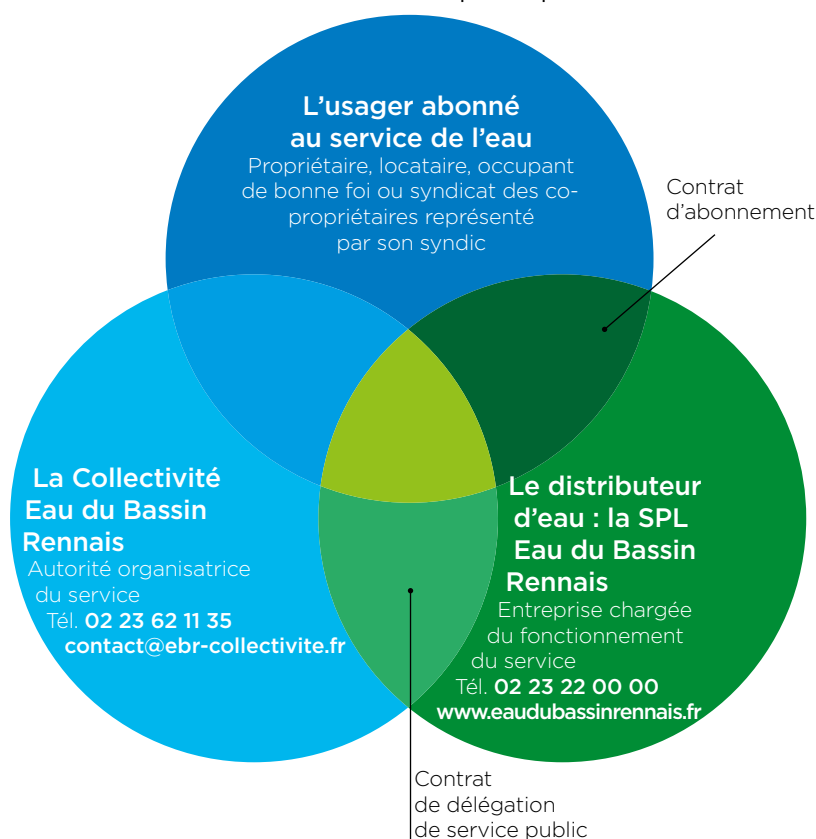 L'usager abonné
au service de l'eau
Propriétaire, locataire, occupant
de bonne foi ou syndicat des co-
propriétaires représenté
par son syndic
Contrat
d'abonnement
La Collectivité
Eau du Bassin
Rennais
Autorité organisatrice
du service
Tél. 02 23 62 11 35
contact@ebr-collectivite.fr
Le distributeur
d'eau : la SPL
Eau du Bassin
Rennais
Entreprise chargée
du fonctionnement
du service
Tél. 02 23 22 00 00
www.eaudubassinrennais.fr
Contrat
de délégation
de service public